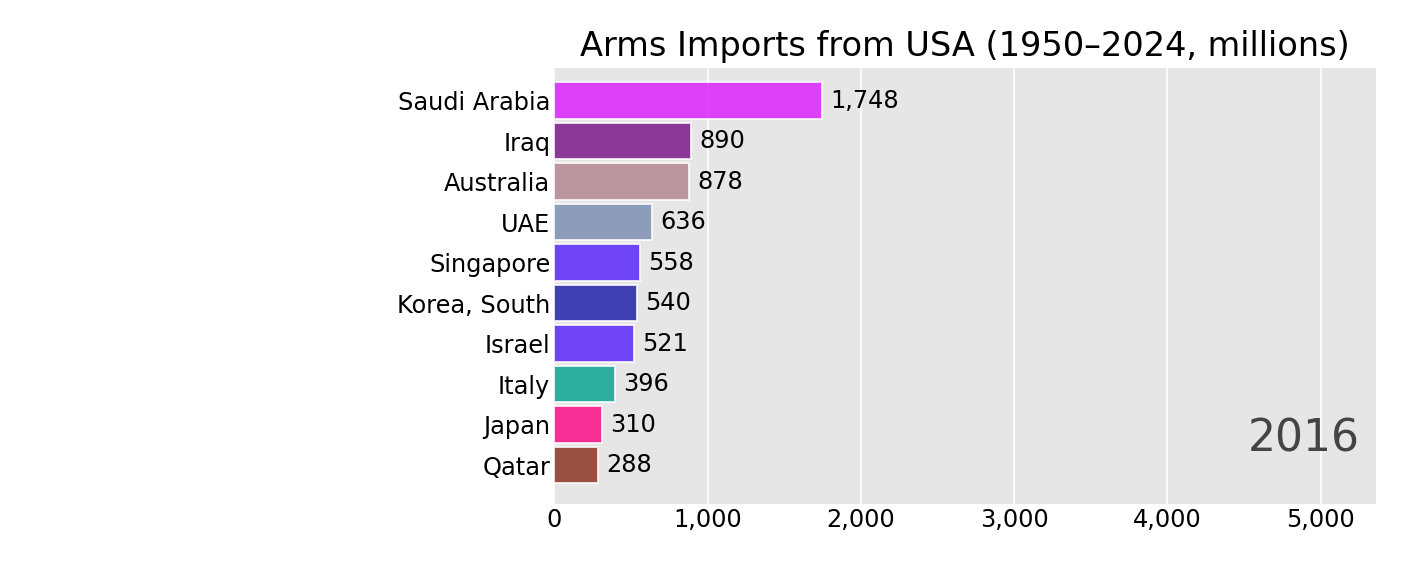 Arms Imports from USA (1950–2024, millions)
Saudi Arabia 1,748
Iraq 890
Australia 878
UAE 636
Singapore 558
Korea, South 540
Israel 521
Italy 396
Japan 310
Qatar 288
2016
0 1,000 2,000 3,000 4,000 5,000